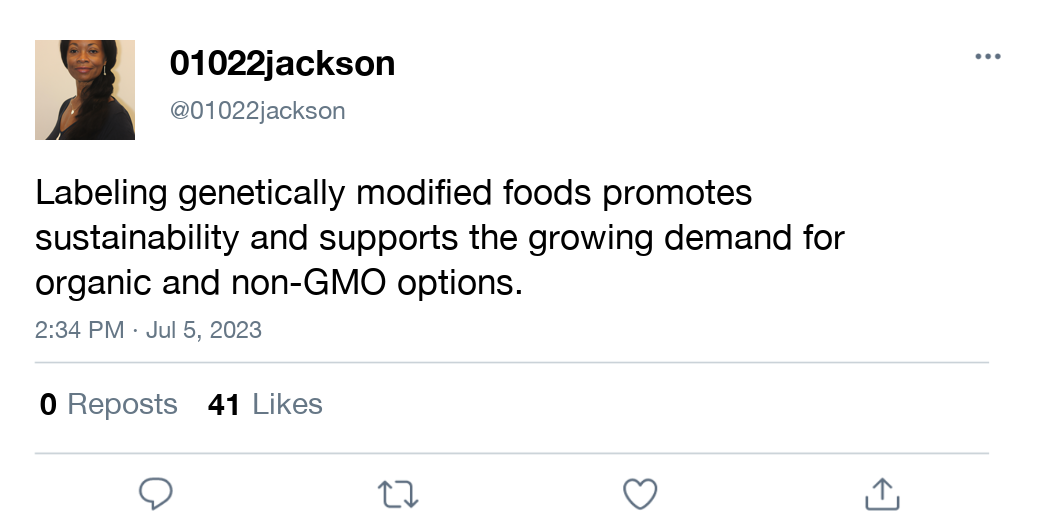 01022jackson
@01022jackson
Labeling genetically modified foods promotes
sustainability and supports the growing demand for
organic and non-GMO options.
2:34 PM · Jul 5, 2023
0 Reposts 41 Likes